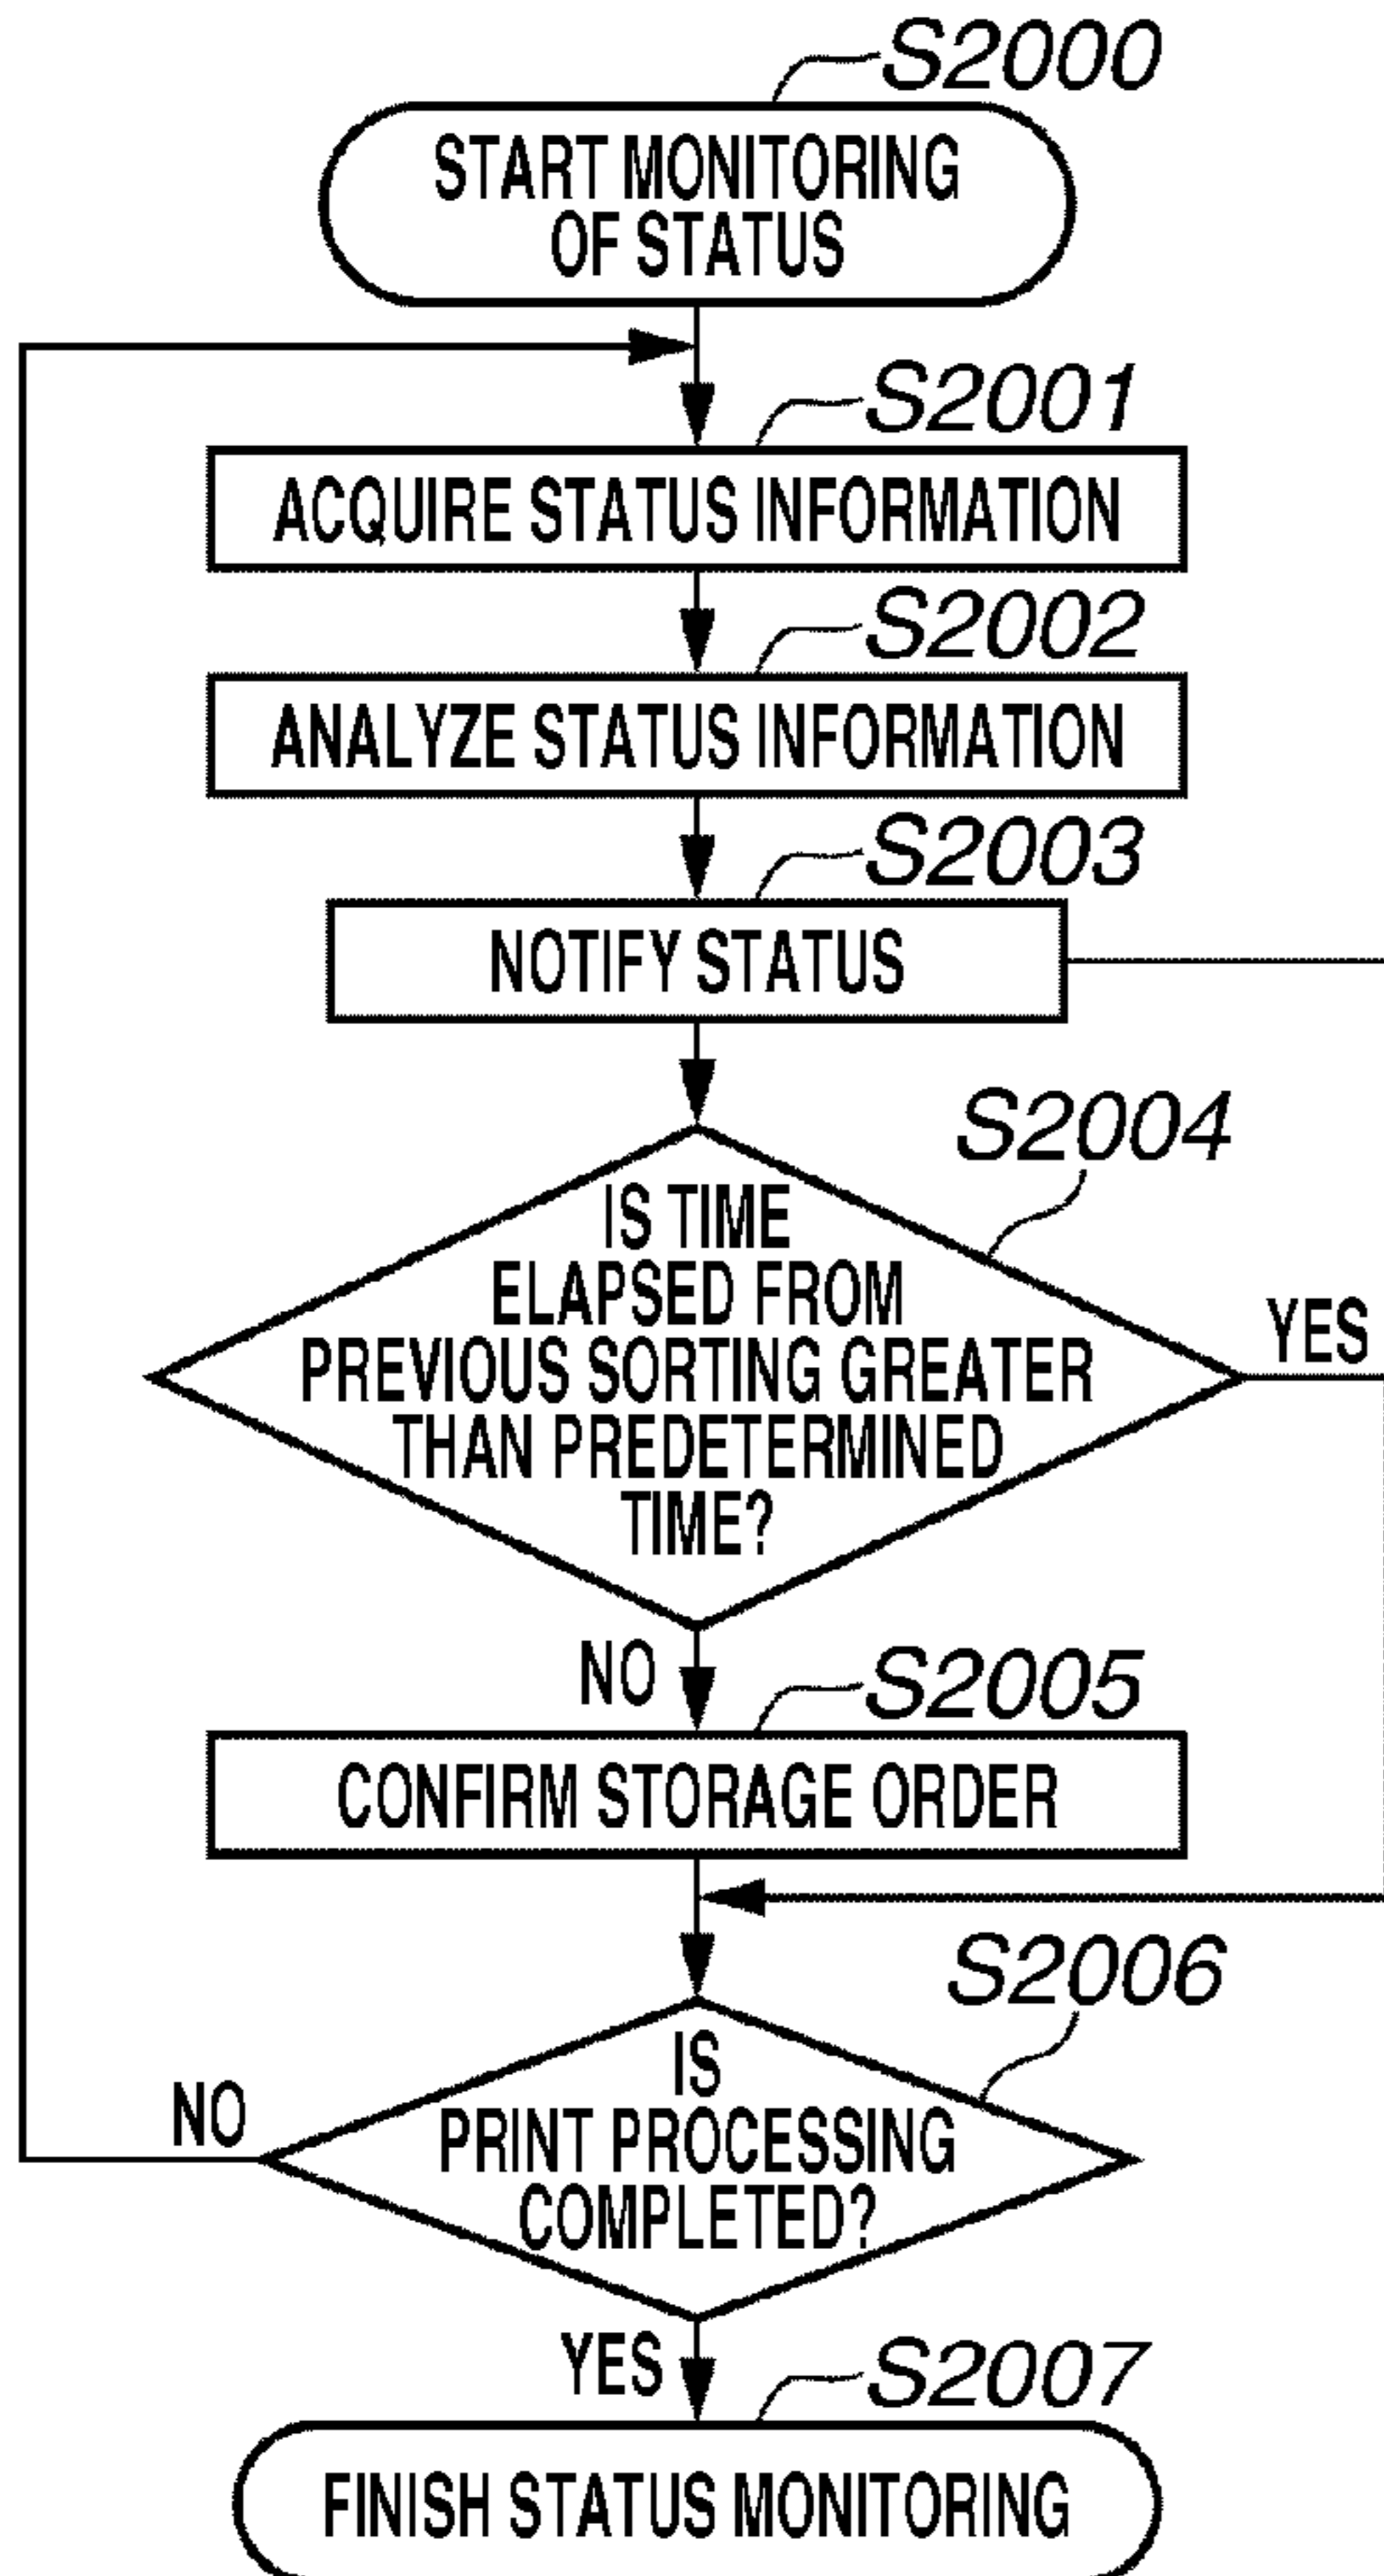 S2000
START MONITORING
OF STATUS
S2001
ACQUIRE STATUS INFORMATION
S2002
ANALYZE STATUS INFORMATION
S2003
NOTIFY STATUS
S2004
IS TIME
ELAPSED FROM
PREVIOUS SORTING GREATER
THAN PREDETERMINED
TIME?
YES
NO
S2005
CONFIRM STORAGE ORDER
S2006
IS
PRINT PROCESSING
COMPLETED?
NO
YES
S2007
FINISH STATUS MONITORING